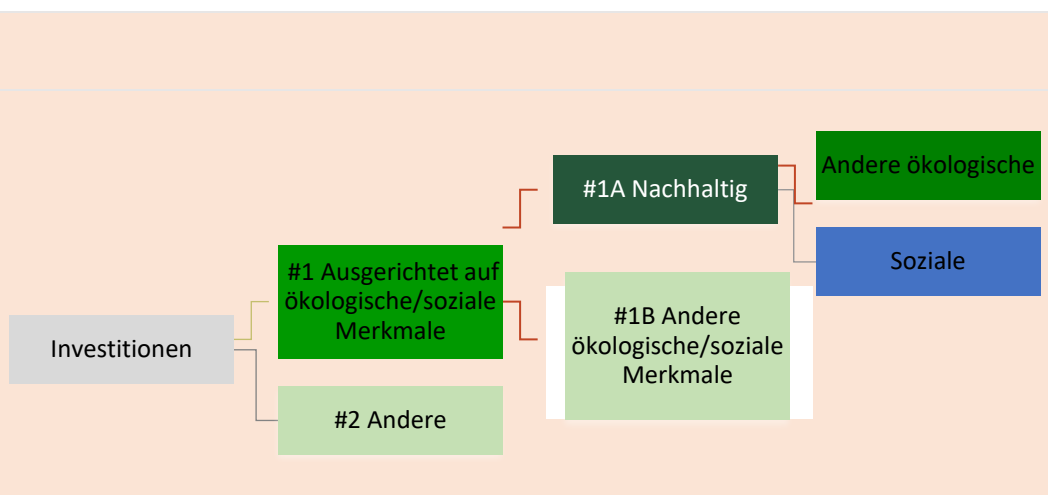 Investitionen
#1 Ausgerichtet auf
ökologische/soziale
Merkmale
#2 Andere
#1A Nachhaltig
#1B Andere
ökologische/soziale
Merkmale
Andere ökologische
Soziale